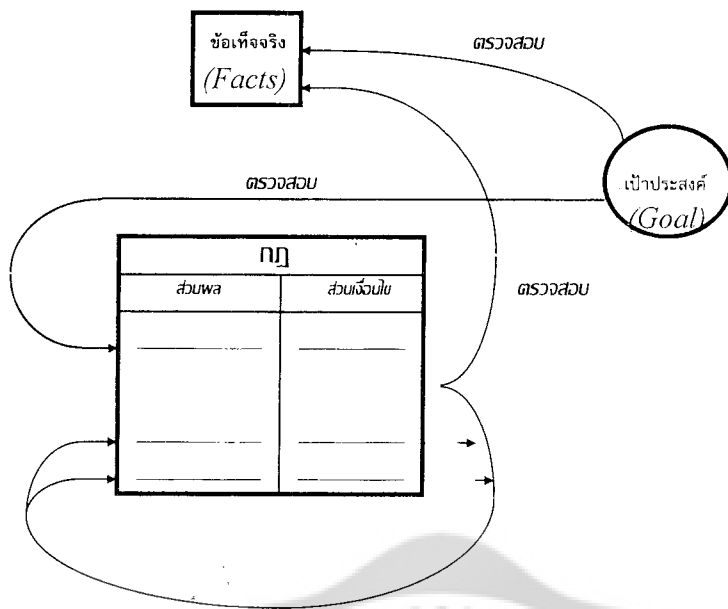 ข้อเท็จจริง
(Facts)
ตรวจสอบ
เป้าประสงค์
(Goal)
ตรวจสอบ
กฎ
ส่วนผล
ส่วนเงื่อนไข
ตรวจสอบ